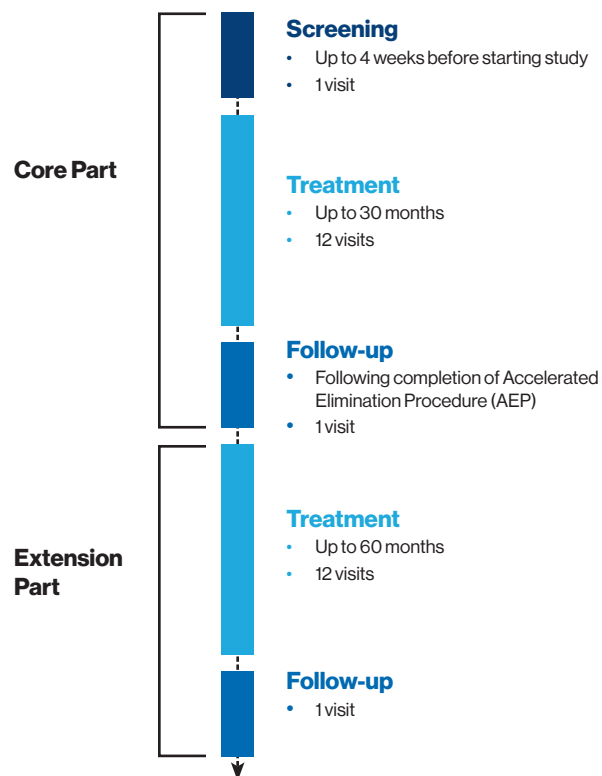 Screening
• Up to 4 weeks before starting study
• 1 visit
Core Part
Treatment
• Up to 30 months
• 12 visits
Follow-up
• Following completion of Accelerated
Elimination Procedure (AEP)
• 1 visit
Treatment
• Up to 60 months
• 12 visits
Extension
Part
Follow-up
• 1 visit